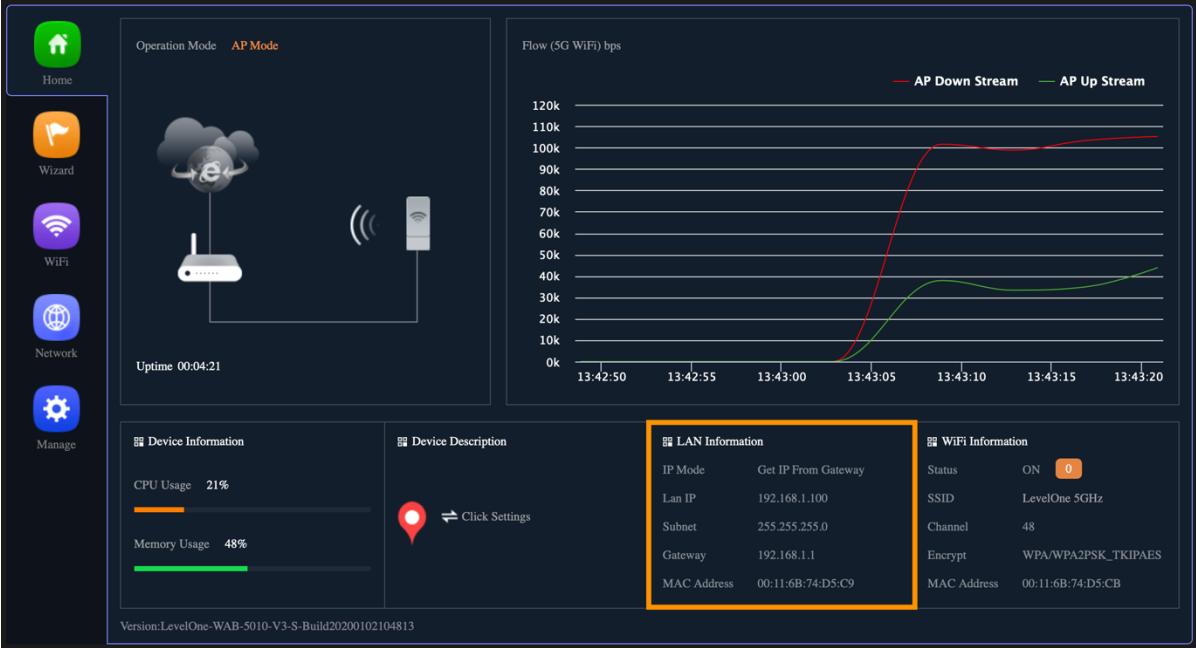 Home
Wizard
WiFi
Network
Manage
Operation Mode AP Mode
Uptime 00:04:21
Flow (5G WiFi) bps
AP Down Stream AP Up Stream
120k
110k
100k
90k
80k
70k
60k
50k
40k
30k
20k
10k
0k
13:42:50 13:42:55 13:43:00 13:43:05 13:43:10 13:43:15 13:43:20
Device Information
CPU Usage 21%
Memory Usage 48%
Device Description
Click Settings
LAN Information
IP Mode Get IP From Gateway
Lan IP 192.168.1.100
Subnet 255.255.255.0
Gateway 192.168.1.1
MAC Address 00:11:6B:74:D5:C9
WiFi Information
Status ON 0
SSID LevelOne 5GHz
Channel 48
Encrypt WPA/WPA2PSK_TKIPAES
MAC Address 00:11:6B:74:D5:CB
Version:LevelOne-WAB-5010-V3-S-Build20200102104813